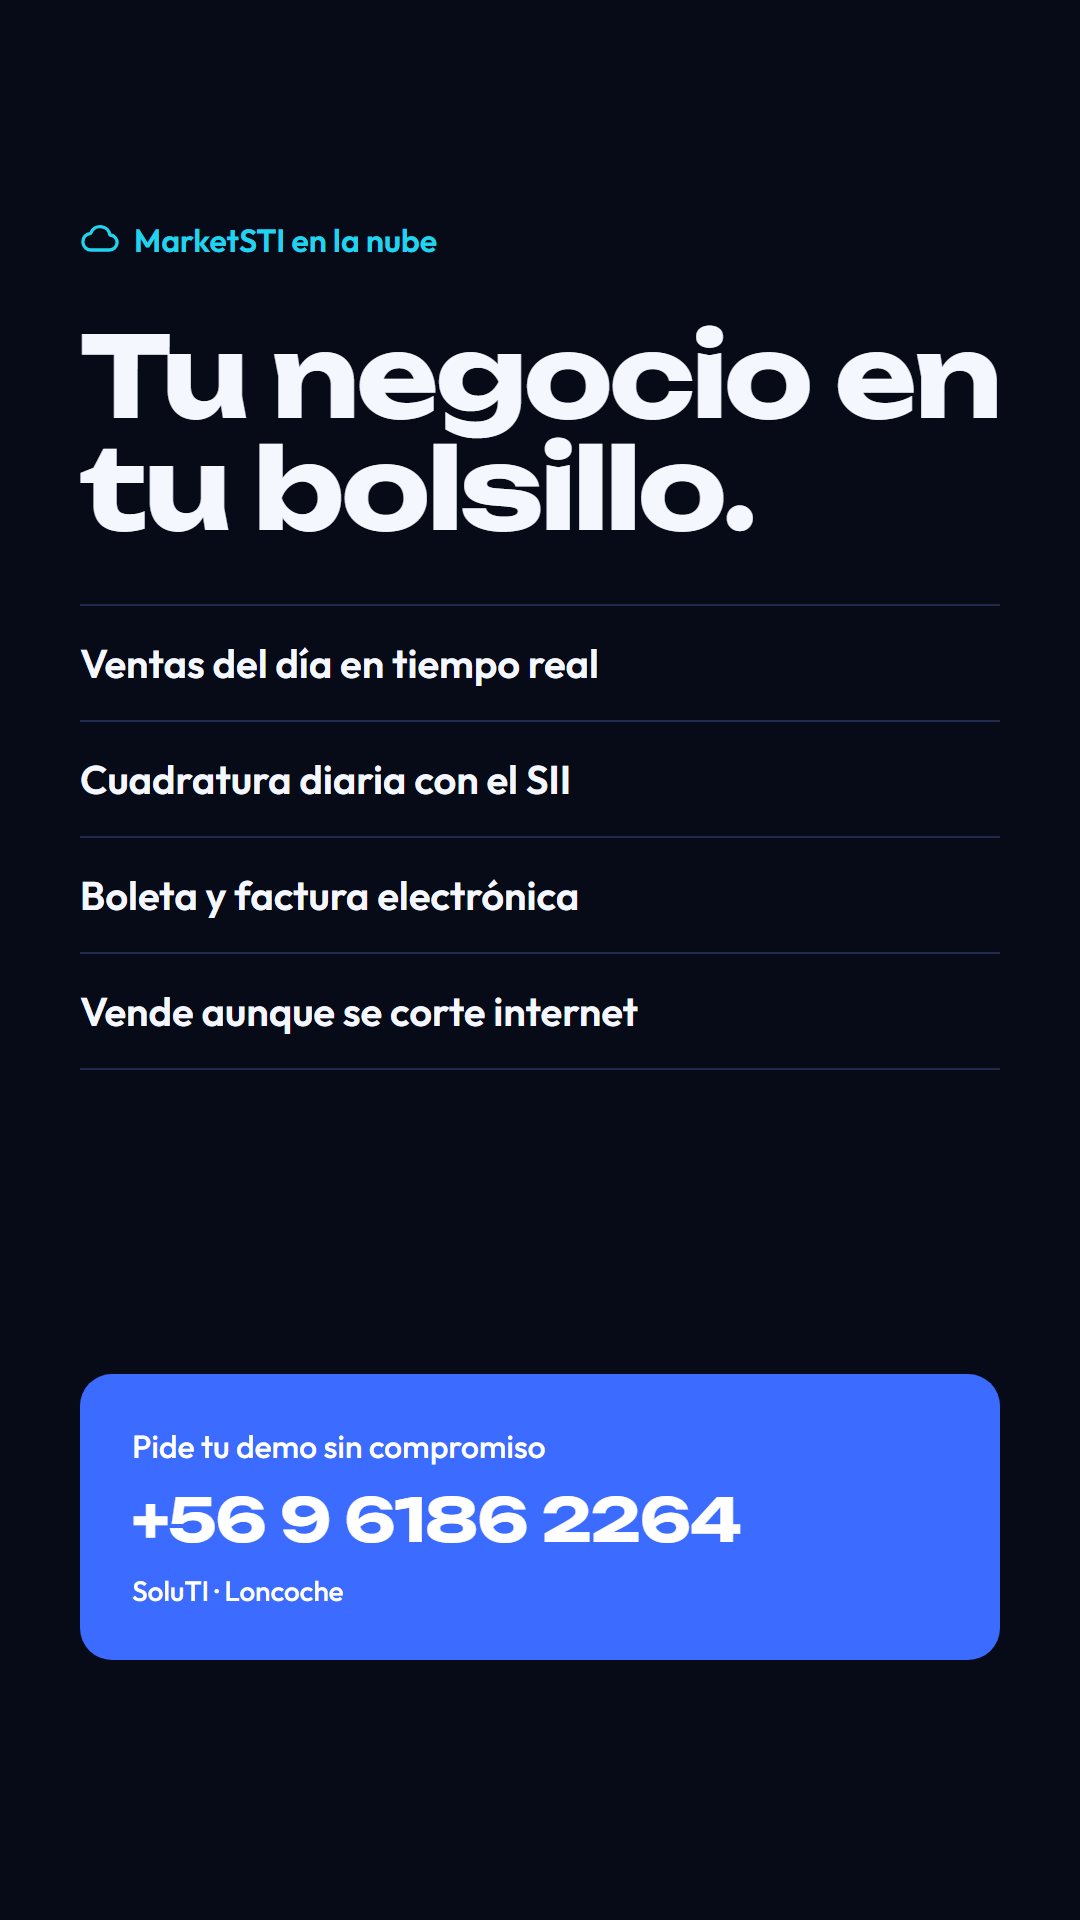 MarketSTI en la nube
Tu negocio en
tu bolsillo.
Ventas del día en tiempo real
Cuadratura diaria con el SII
Boleta y factura electrónica
Vende aunque se corte internet
Pide tu demo sin compromiso
+56 9 6186 2264
SoluTI · Loncoche